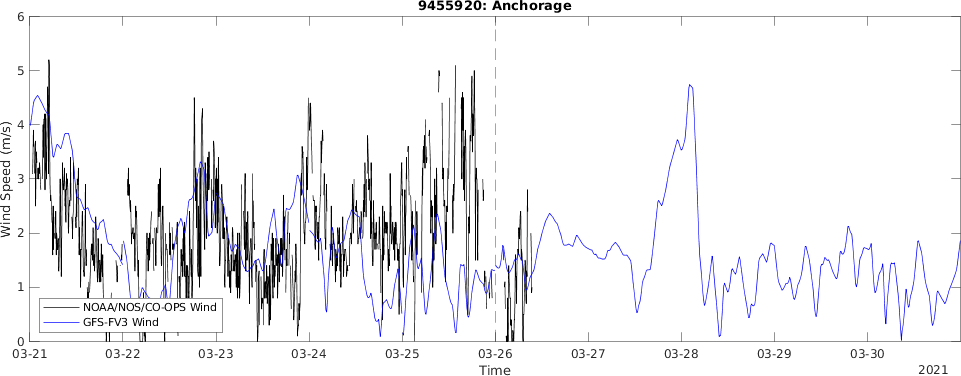 9455920: Anchorage
6
5
4
3
2
1
0
Wind Speed (m/s)
NOAA/NOS/CO-OPS Wind
GFS-FV3 Wind
03-21 03-22 03-23 03-24 03-25 03-26 03-27 03-28 03-29 03-30
Time
2021